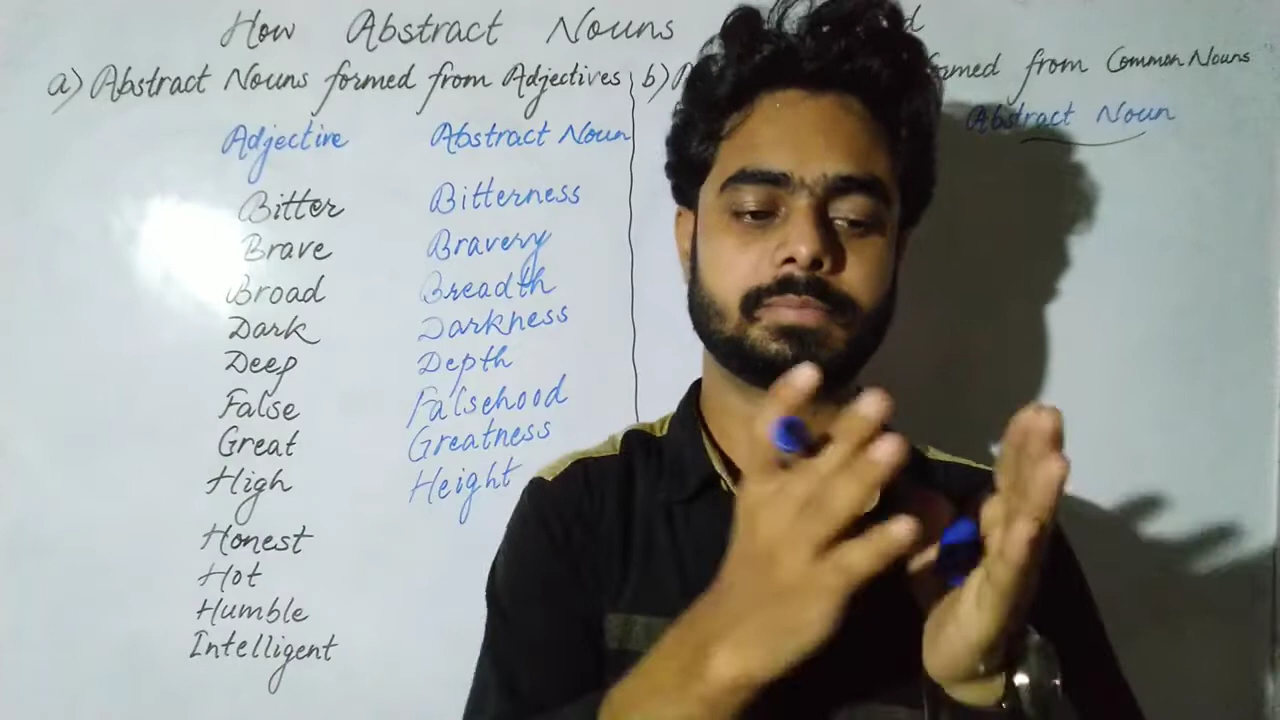 How Abstract Nouns
a) Abstract Nouns formed from Adjectives
Adjective Abstract Noun
Bitter Bitterness
Brave Bravery
Broad Breadth
Dark Darkness
Deep Depth
False Falsehood
Great Greatness
High Height
Honest
Hot
Humble
Intelligent
b) formed from Common Nouns
Abstract Noun